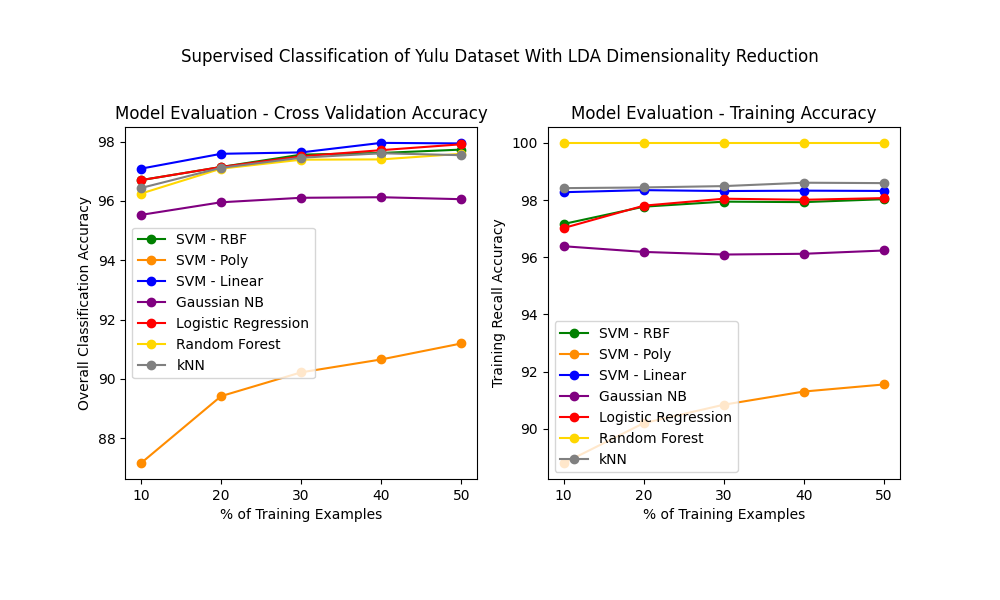 Supervised Classification of Yulu Dataset With LDA Dimensionality Reduction
Model Evaluation - Cross Validation Accuracy
Overall Classification Accuracy
98
96
94
92
90
88
SVM - RBF
SVM - Poly
SVM - Linear
Gaussian NB
Logistic Regression
Random Forest
kNN
10 20 30 40 50
% of Training Examples
Model Evaluation - Training Accuracy
Training Recall Accuracy
100
98
96
94
92
90
SVM - RBF
SVM - Poly
SVM - Linear
Gaussian NB
Logistic Regression
Random Forest
kNN
10 20 30 40 50
% of Training Examples